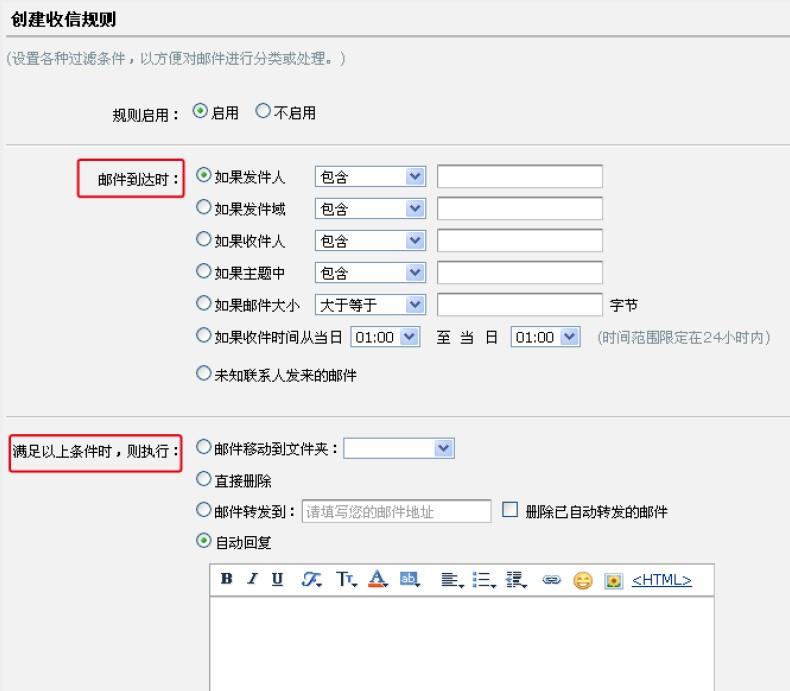 创建收信规则
(设置各种过滤条件，以方便对邮件进行分类或处理。)
规则启用： 启用 不启用
邮件到达时： 如果发件人 包含
如果发件域 包含
如果收件人 包含
如果主题中 包含
如果邮件大小 大于等于 字节
如果收件时间从当日 01:00 至 当 日 01:00 (时间范围限定在24小时内)
未知联系人发来的邮件
满足以上条件时，则执行： 邮件移动到文件夹：
直接删除
邮件转发到： 请填写您的邮件地址 删除已自动转发的邮件
自动回复
B I U F Tт A ab <HTML>